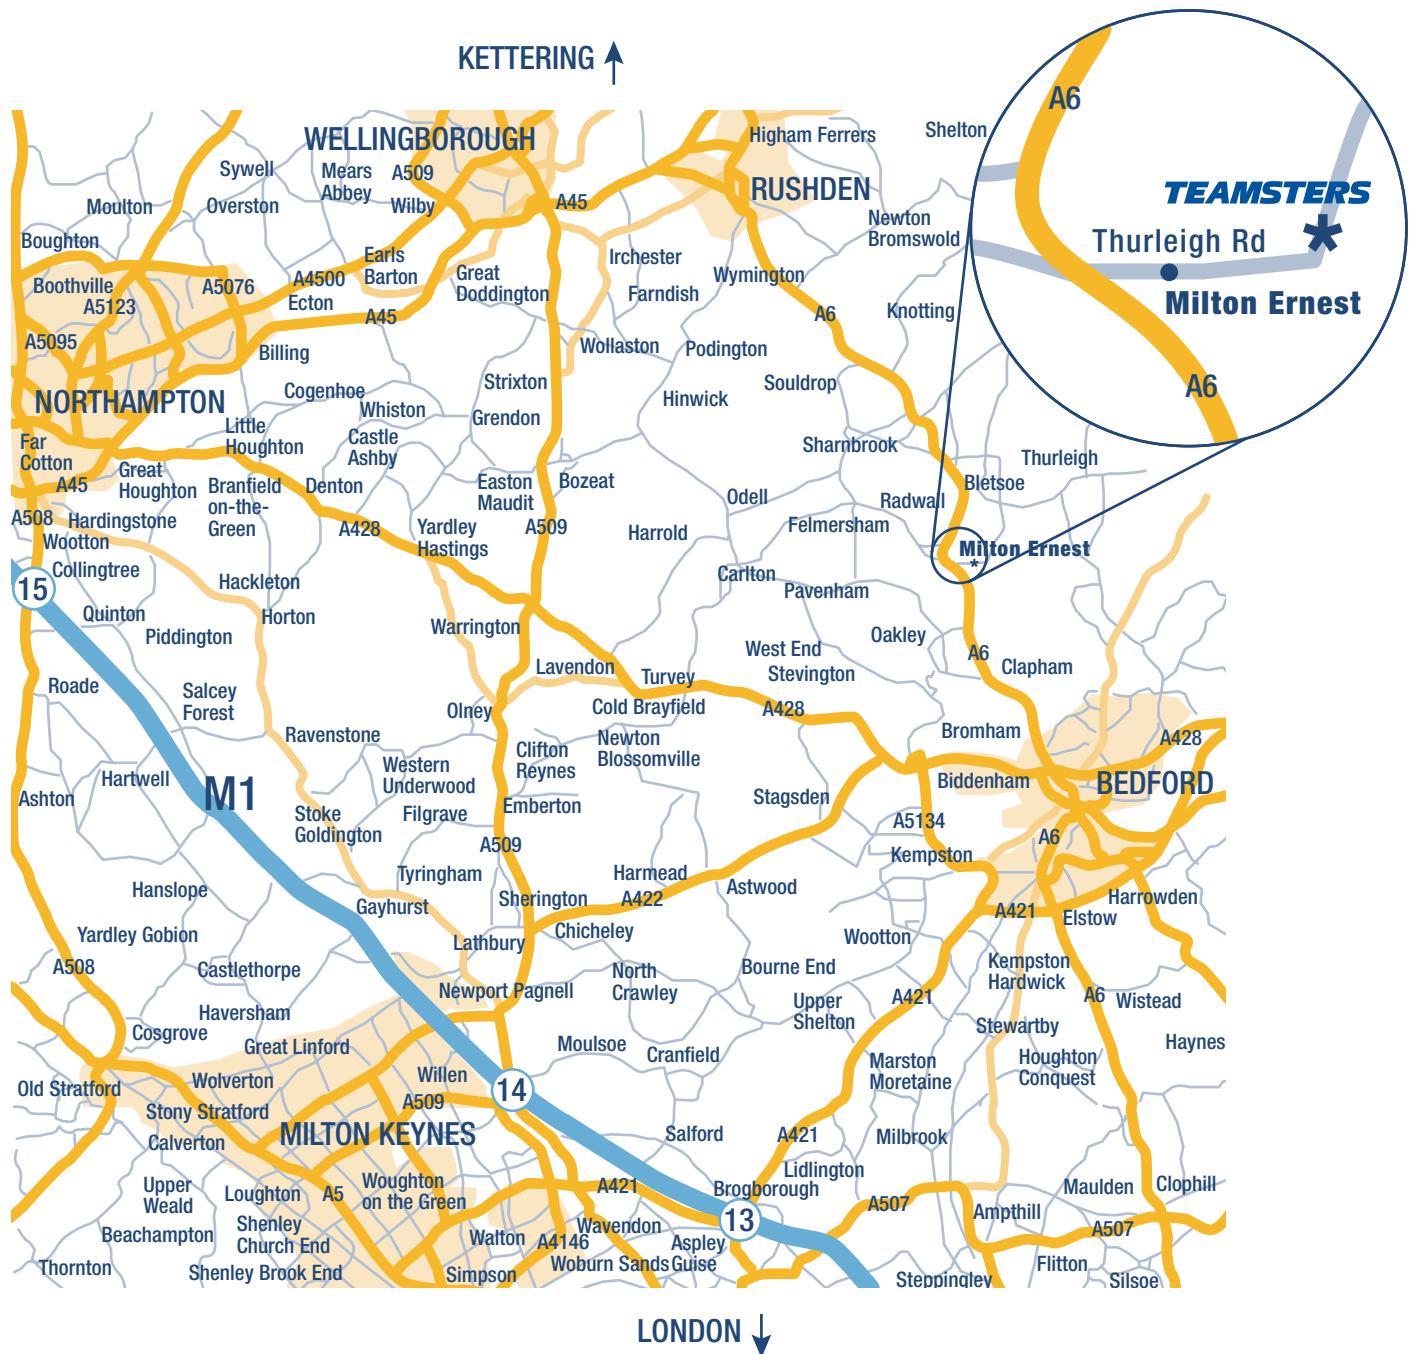 KETTERING
A6
WELLINGBOROUGH
Higham Ferrers
Shelton
Sywell
Mears
Abbey
A509
RUSHDEN
TEAMSTERS
Moulton
Overston
Wilby
A45
Newton
Bromswold
Thurleigh Rd
*
Boughton
Earls
Barton
Irchester
Great
Doddington
Wymington
Milton Ernest
Boothville
A5076
A4500
Farndish
A5123
Ecton
A45
A6
Knotting
A5095
Billing
Wollaston
Podington
Strixton
Souldrop
A6
Cogenhoe
Hinwick
NORTHAMPTON
Whiston
Grendon
Little
Houghton
Castle
Ashby
Sharnbrook
Far
Cotton
Thurleigh
Great
Houghton
A45
Branfield
on-the-
Green
Denton
Easton
Maudit
Bozeat
Bletsoe
Odell
Radwall
A508
Hardingstone
A428
Yardley
Hastings
A509
Harrold
Felmersham
Wootton
Milton Ernest
*
Collingtree
15
Hackleton
Carlton
Pavenham
Quinton
Horton
Piddington
Warrington
Oakley
West End
A6
Lavendon
Turvey
Stevington
Clapham
Roade
Salcey
Forest
Olney
Cold Brayfield
A428
Ravenstone
Bromham
A428
Newton
Blossomville
Clifton
Reynes
Western
Underwood
Hartwell
Biddenham
BEDFORD
M1
Ashton
Stoke
Goldington
Filgrave
Emberton
Stagsden
A5134
A509
A6
Kempston
Tyringham
Harmead
Astwood
Hanslope
Sherington
A422
Harrowden
Gayhurst
A421
Elstow
Yardley Gobion
Lathbury
Chicheley
Wootton
A508
Castlethorpe
North
Crawley
Bourne End
Kempston
Hardwick
Newport Pagnell
A421
A6
Wistead
Upper
Shelton
Haversham
Stewartby
Cosgrove
Great Linford
Moulsoe
Cranfield
Haynes
Marston
Moretaine
Houghton
Conquest
Old Stratford
Wolverton
Willen
14
Stony Stratford
A509
Calverton
MILTON KEYNES
Salford
A421
Milbrook
Lidlington
Upper
Weald
Loughton
A5
Woughton
on the Green
A421
Brogborough
Maulden
Clophill
A507
Ampthill
13
Beachampton
Shenley
Church End
Walton
A4146
Wavendon
Aspley
Guise
A507
Thornton
Shenley Brook End
Simpson
Woburn Sands
Flitton
Steppingley
Silsoe
LONDON